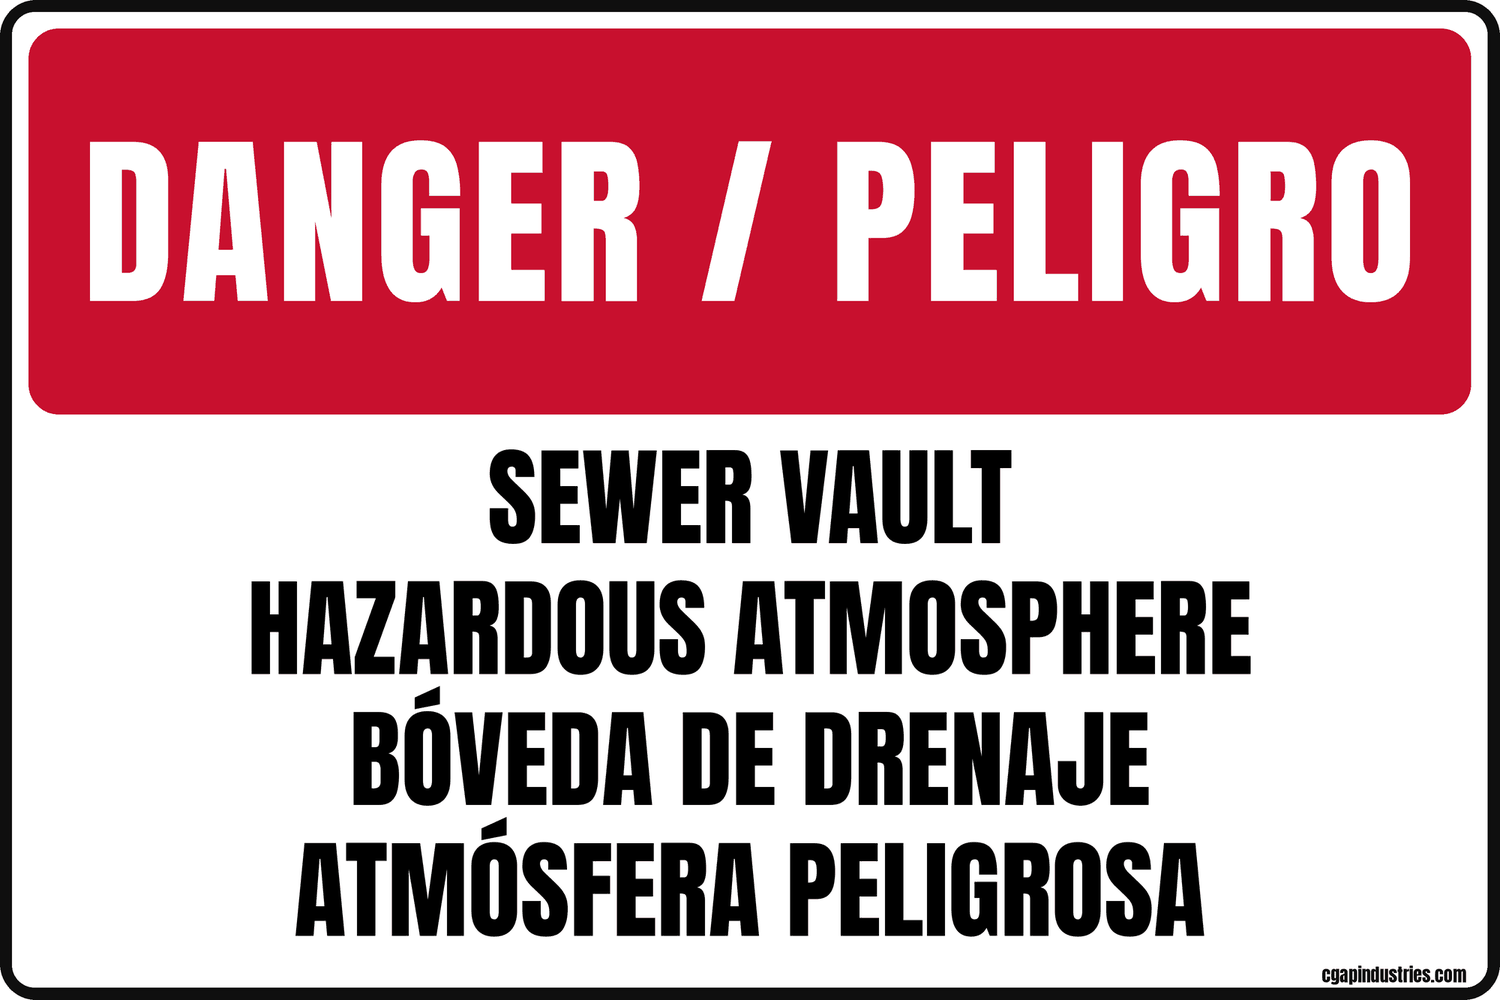 DANGER / PELIGRO
SEWER VAULT
HAZARDOUS ATMOSPHERE
BÓVEDA DE DRENAJE
ATMÓSFERA PELIGROSA
cgapindustries.com